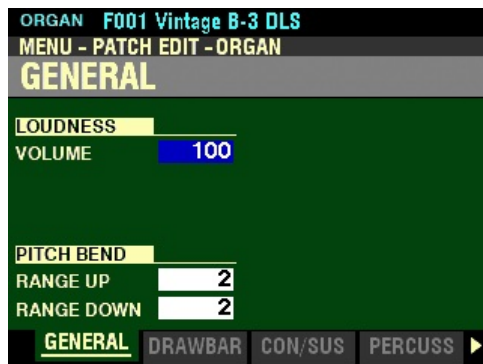 ORGAN F001 Vintage B-3 DLS
MENU - PATCH EDIT - ORGAN
GENERAL
LOUDNESS
VOLUME 100
PITCH BEND
RANGE UP 2
RANGE DOWN 2
GENERAL DRAWBAR CON/SUS PERCUSS